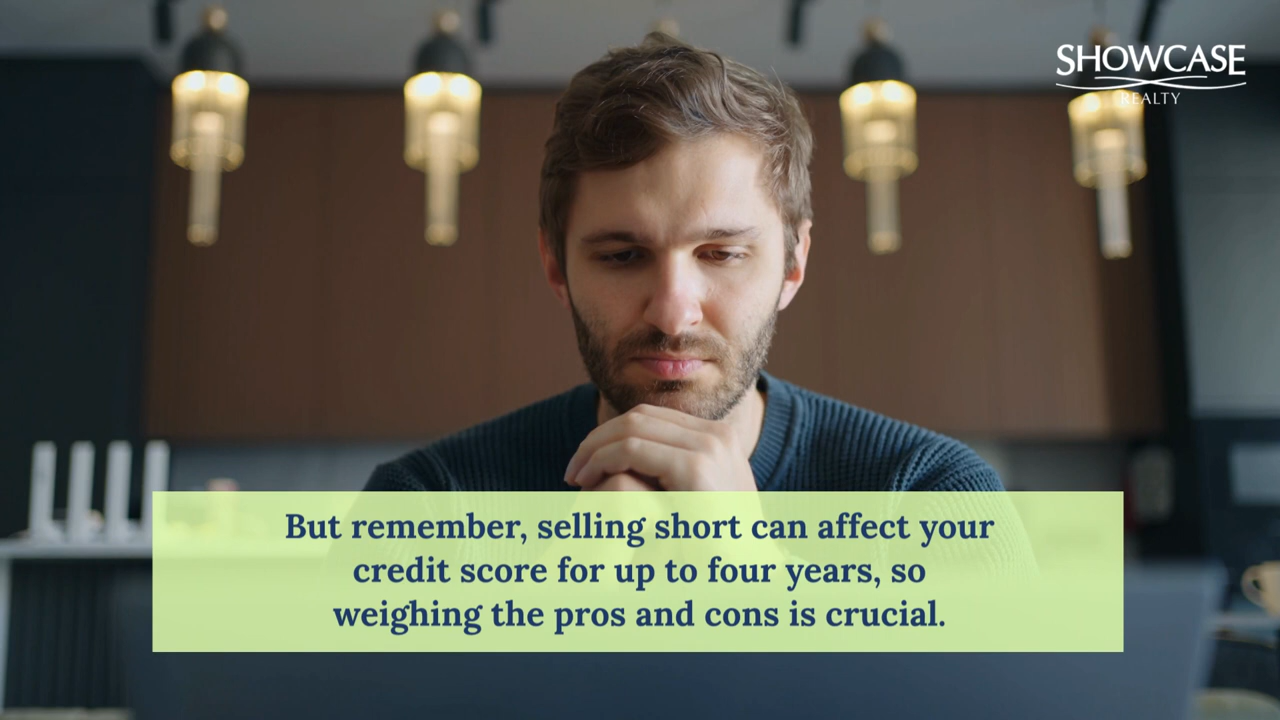 SHOWCASE
REALTY
But remember, selling short can affect your
credit score for up to four years, so
weighing the pros and cons is crucial.